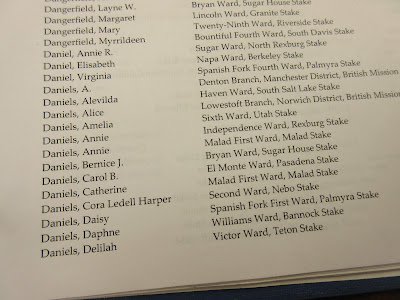 Dangerfield, Layne W. Bryan Ward, Sugar House Stake
Dangerfield, Margaret Lincoln Ward, Granite Stake
Dangerfield, Mary Twenty-Ninth Ward, Riverside Stake
Dangerfield, Myrrildeen Bountiful Fourth Ward, South Davis Stake
Daniel, Annie R. Sugar Ward, North Rexburg Stake
Daniel, Elisabeth Napa Ward, Berkeley Stake
Daniel, Virginia Spanish Fork Fourth Ward, Palmyra Stake
Daniels, A. Denton Branch, Manchester District, British Mission
Daniels, Alevilda Haven Ward, South Salt Lake Stake
Daniels, Alice Lowestoft Branch, Norwich District, British Mission
Daniels, Amelia Sixth Ward, Utah Stake
Daniels, Annie Independence Ward, Rexburg Stake
Daniels, Annie Malad First Ward, Malad Stake
Daniels, Bernice J. Bryan Ward, Sugar House Stake
Daniels, Carol B. El Monte Ward, Pasadena Stake
Daniels, Catherine Malad First Ward, Malad Stake
Daniels, Cora Ledell Harper Second Ward, Nebo Stake
Daniels, Daisy Spanish Fork First Ward, Palmyra Stake
Daniels, Daphne Williams Ward, Bannock Stake
Daniels, Delilah Victor Ward, Teton Stake